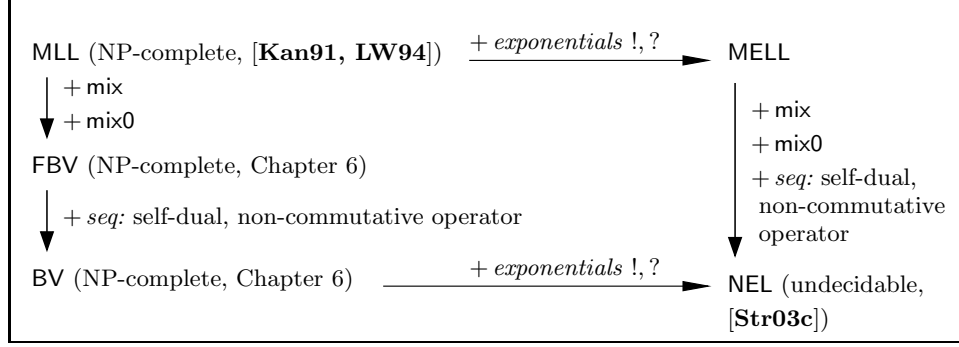 MLL (NP-complete, [Kan91, LW94])
+ exponentials !, ?
MELL
+ mix
+ mix0
+ mix
+ mix0
+ seq: self-dual,
non-commutative
operator
FBV (NP-complete, Chapter 6)
+ seq: self-dual, non-commutative operator
BV (NP-complete, Chapter 6)
+ exponentials !, ?
NEL (undecidable,
[Str03c])